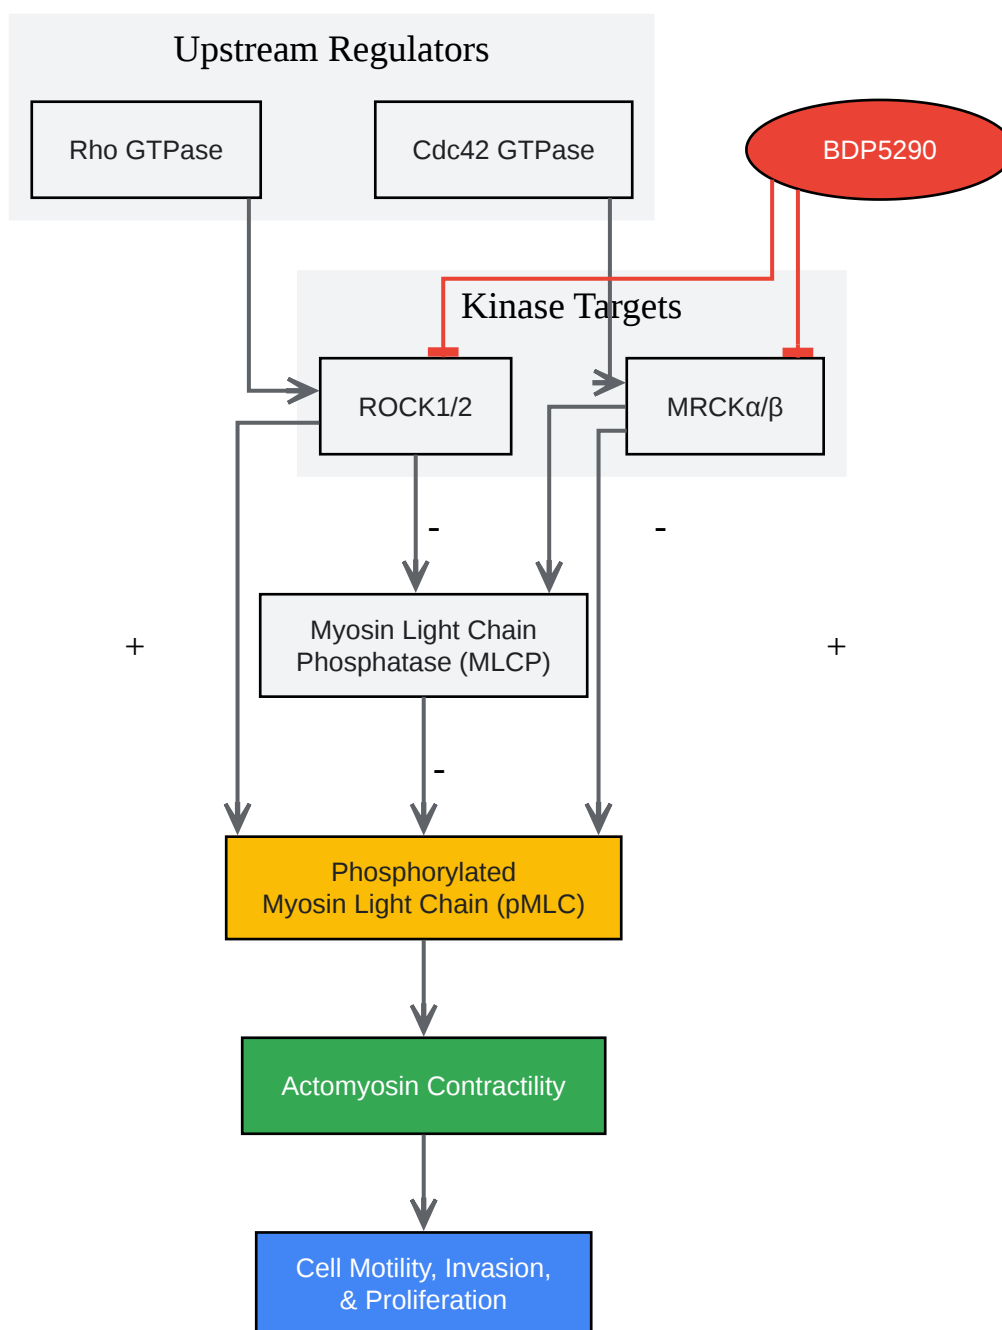 Upstream Regulators
Rho GTPase
Cdc42 GTPase
BDP5290
Kinase Targets
ROCK1/2
MRCKα/β
-
-
Myosin Light Chain
Phosphatase (MLCP)
+
+
-
Phosphorylated
Myosin Light Chain (pMLC)
Actomyosin Contractility
Cell Motility, Invasion,
& Proliferation